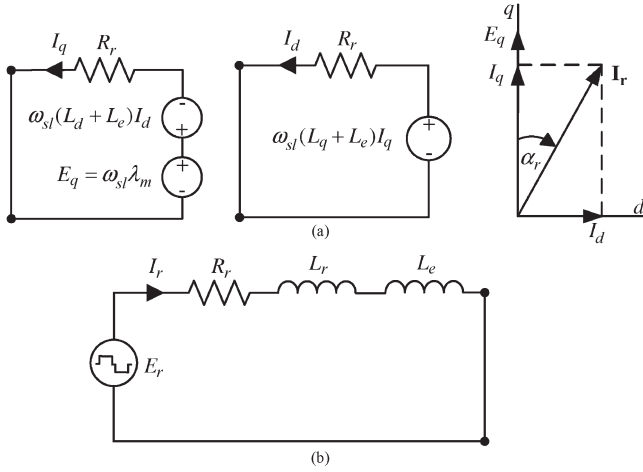 I_q R_r
- + ω_sl(L_d + L_e)I_d
E_q = ω_sl λ_m + -
I_d R_r
ω_sl(L_q + L_e)I_q + -
q
E_q
I_q
I_r
α_r
I_d
d
(a)
I_r R_r L_r L_e
E_r
(b)